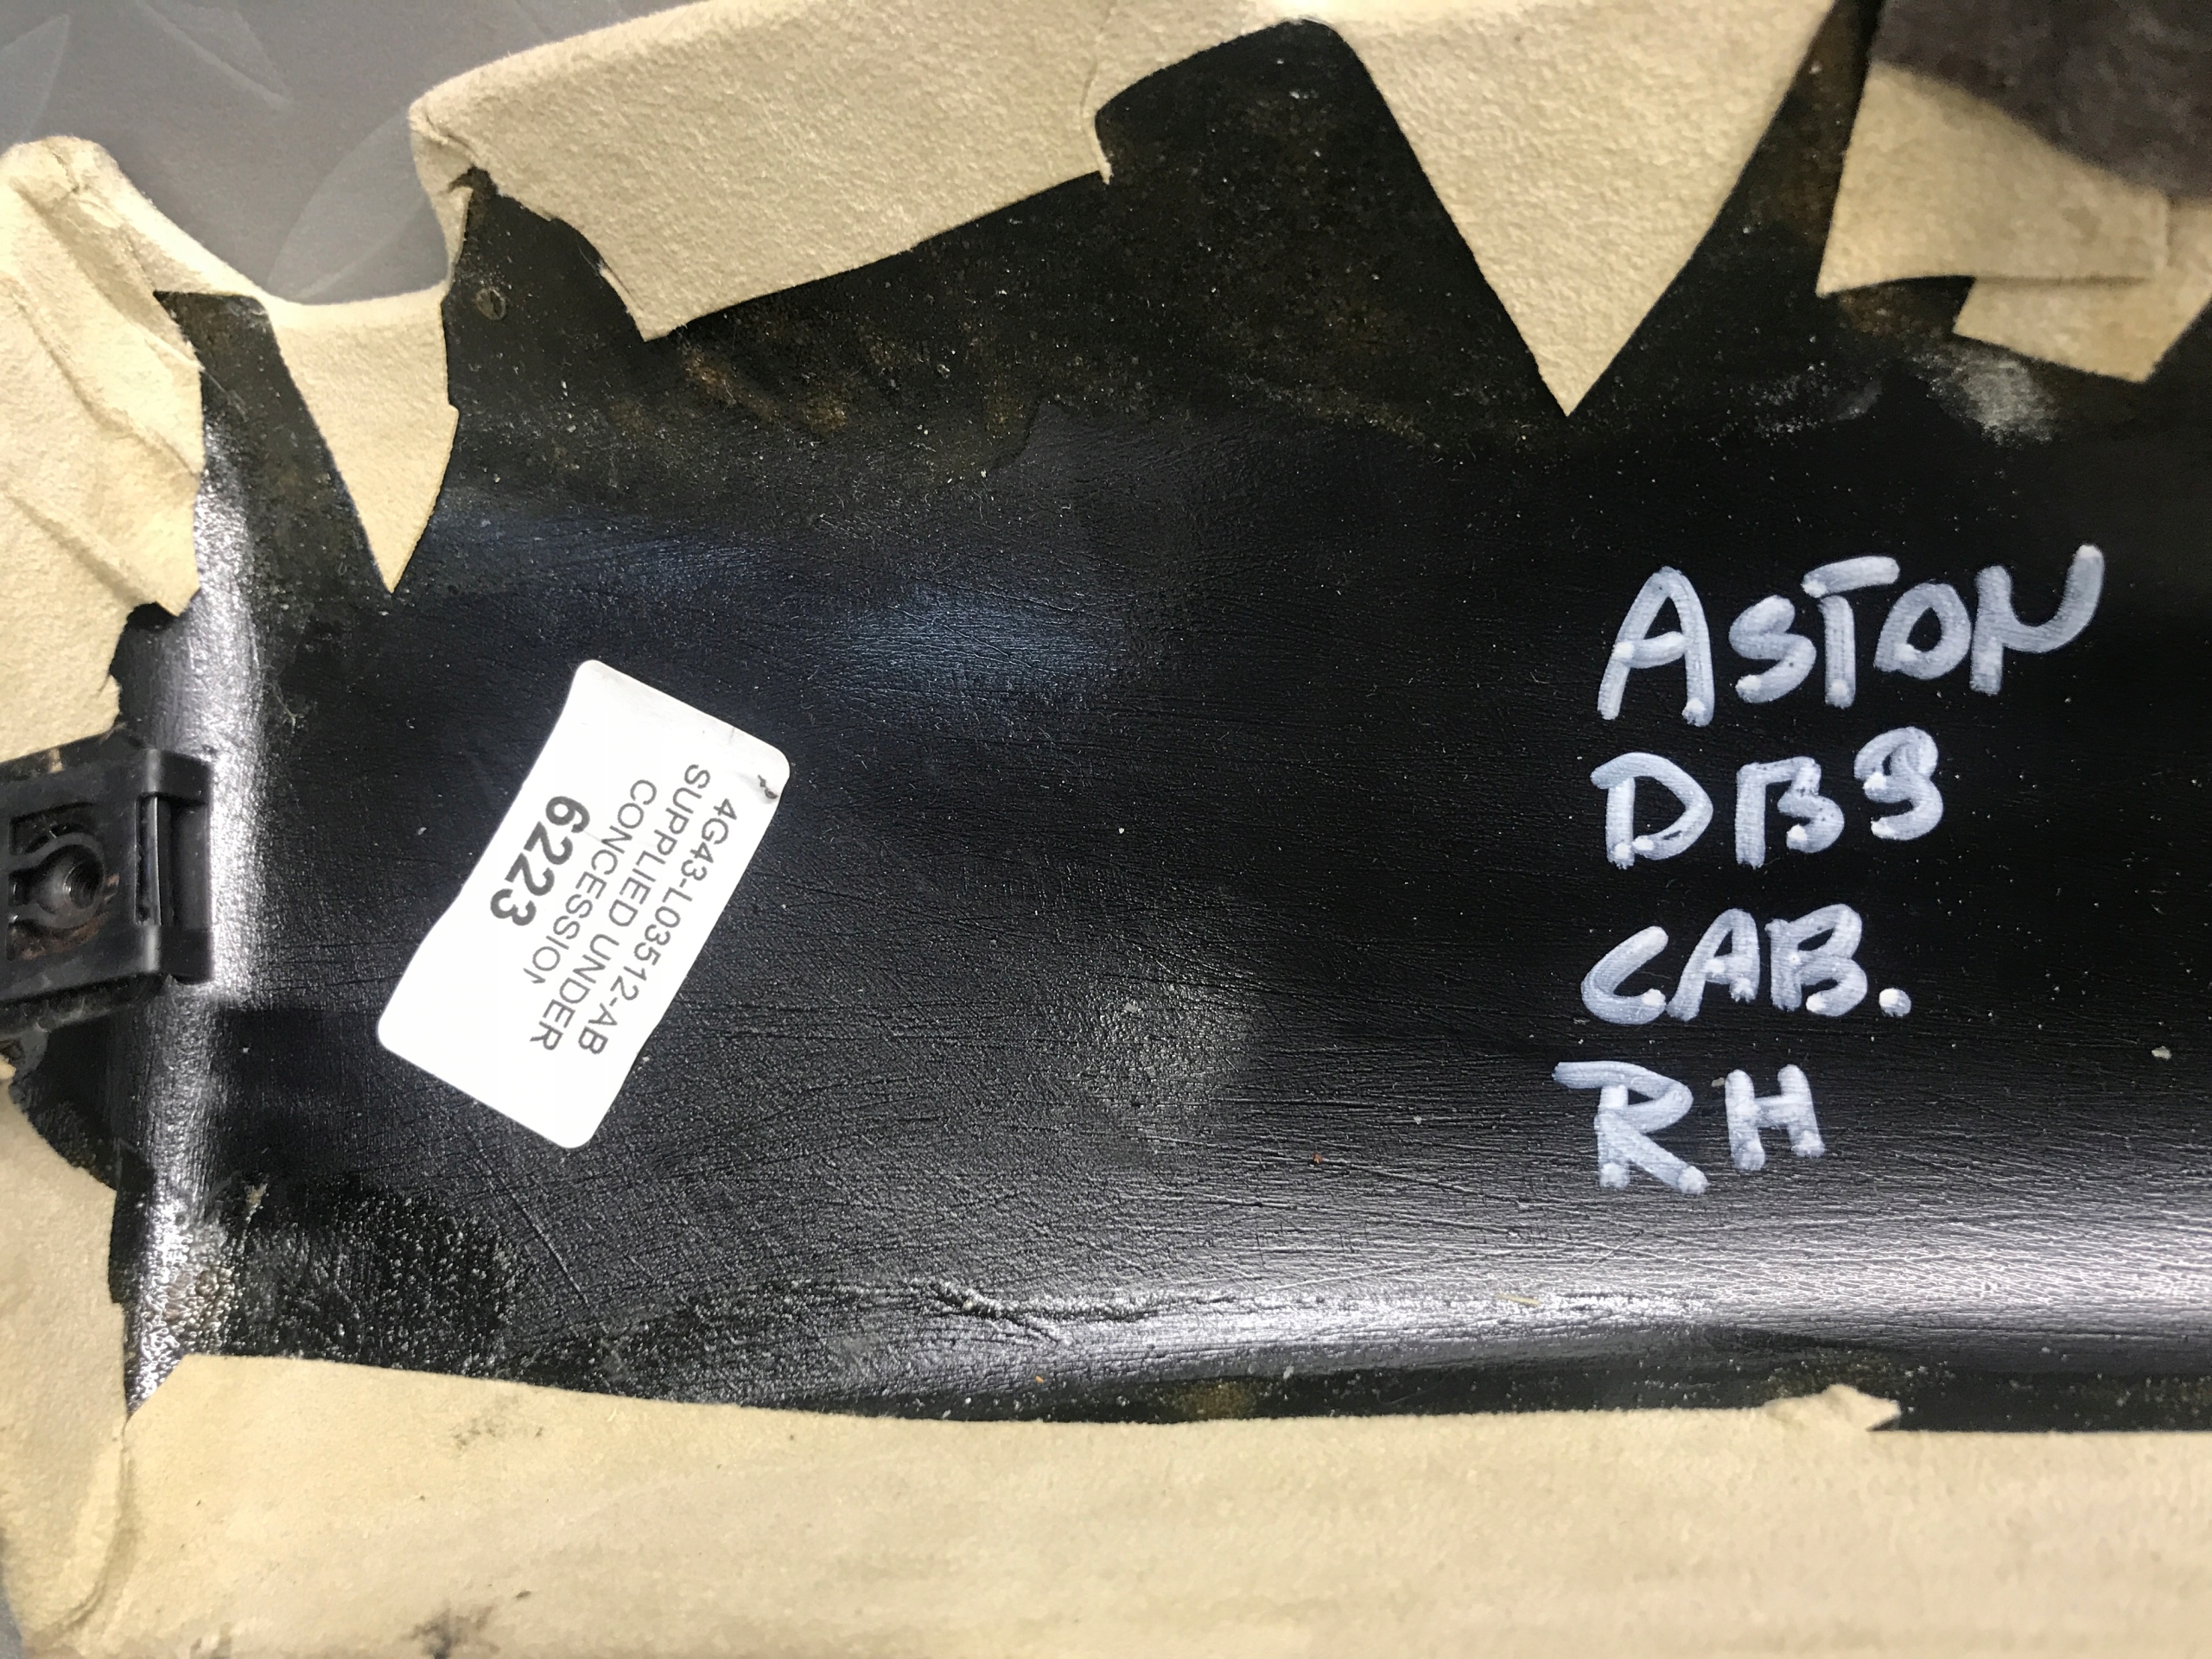 4G43-L03512-AB
SUPPLIED UNDER
CONCESSION
6223
ASTON
DB9
CAB.
RH